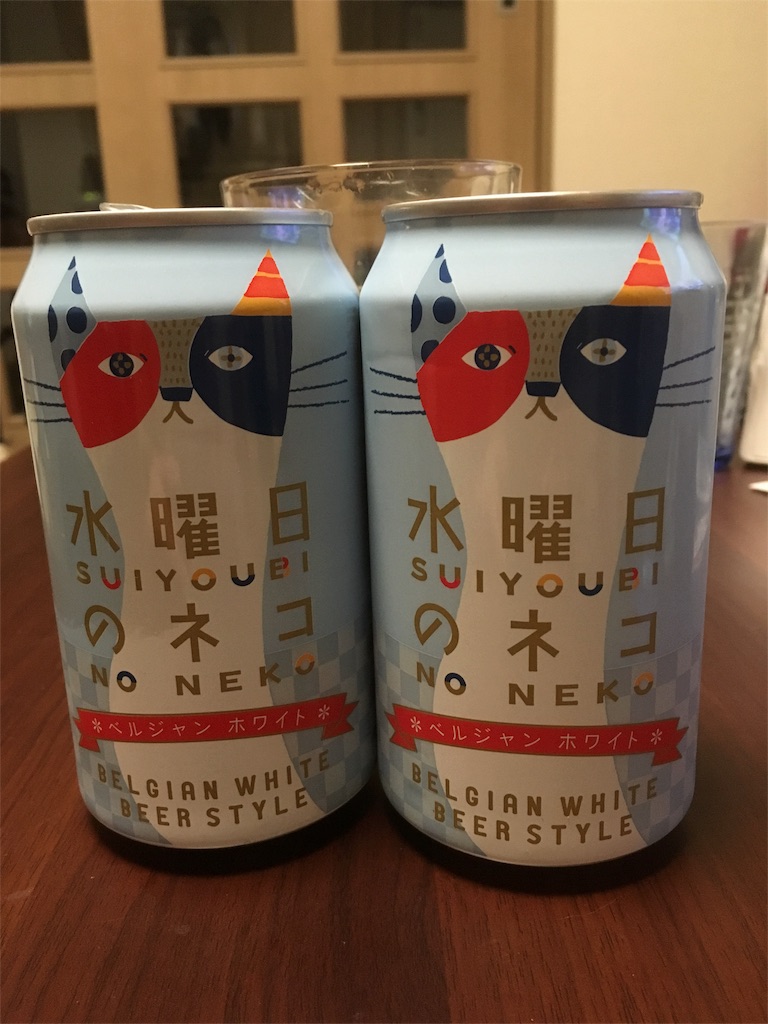 水曜日
SUIYOUBI
のネコ
NO NEKO
*ベルジャン ホワイト*
BELGIAN WHITE
BEER STYLE
水曜日
SUIYOUBI
のネコ
NO NEKO
*ベルジャン ホワイト*
BELGIAN WHITE
BEER STYLE